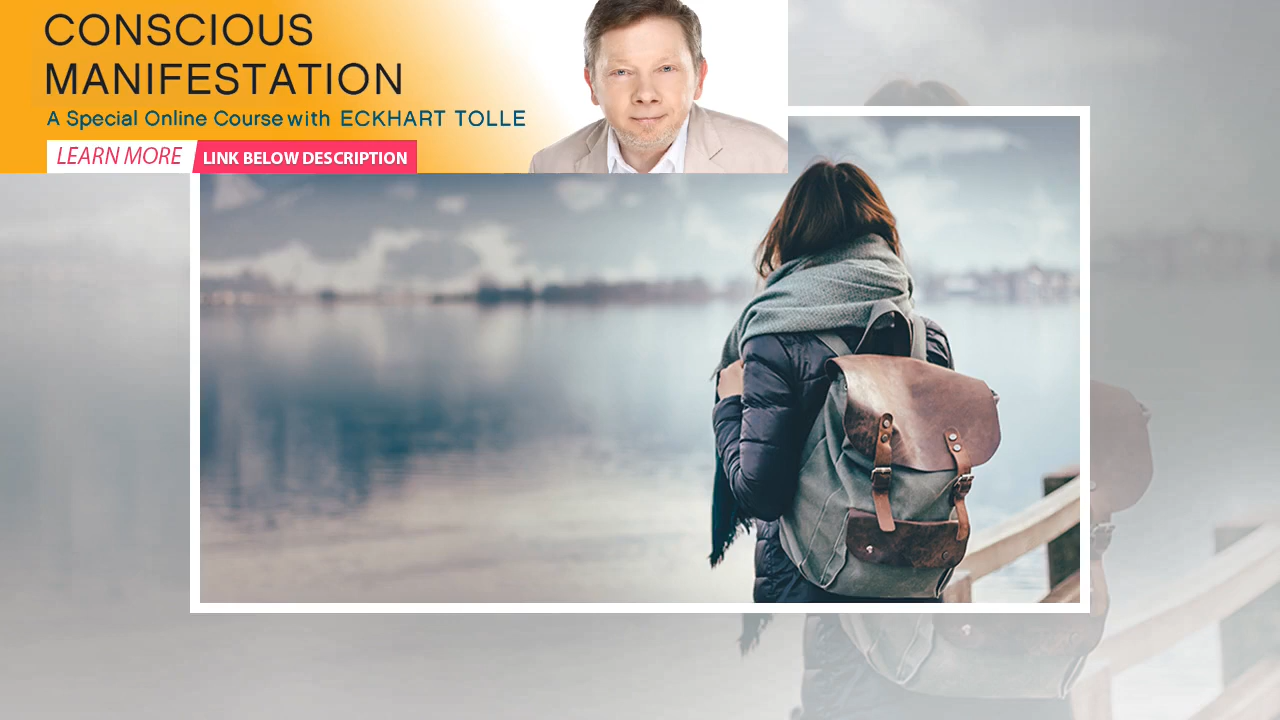 CONSCIOUS
MANIFESTATION
A Special Online Course with ECKHART TOLLE
LEARN MORE LINK BELOW DESCRIPTION